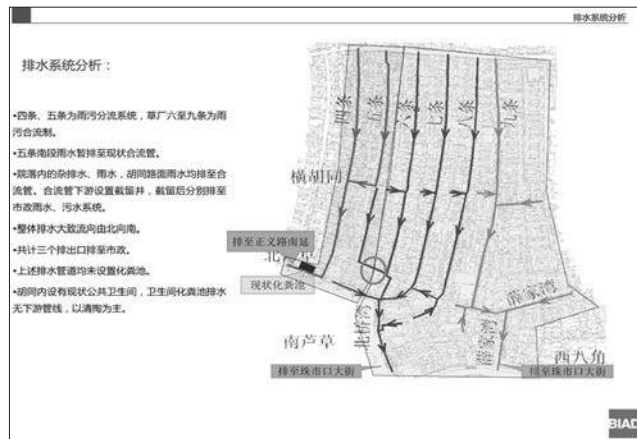 排水系统分析
排水系统分析：
•四条、五条为雨污分流系统，草厂六至九条为雨
污合流制。
•五条南段雨水暂排至现状合流管。
•院落内的杂排水、雨水，胡同路面雨水均排至合
流管。合流管下游设置截留井，截留后分别排至
市政雨水、污水系统。
•整体排水大致流向由北向南。
•共计三个排出口排至市政。
•上述排水管道均未设置化粪池。
•胡同内设有现状公共卫生间，卫生间化粪池排水
无下游管线，以清掏为主。
四条
五条
六条
七条
八条
九条
横胡同
排至正义路南延
现状化粪池
北桥湾
薛家湾
薛家湾
南芦草
西八角
排至珠市口大街
排至珠市口大街
BIAD